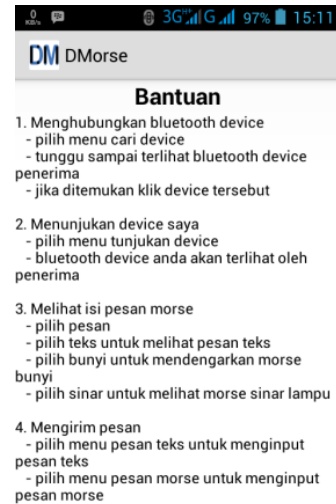 0 KB/s 3G G 97% 15:11
DM DMorse
Bantuan
1. Menghubungkan bluetooth device
- pilih menu cari device
- tunggu sampai terlihat bluetooth device
penerima
- jika ditemukan klik device tersebut
2. Menunjukan device saya
- pilih menu tunjukan device
- bluetooth device anda akan terlihat oleh
penerima
3. Melihat isi pesan morse
- pilih pesan
- pilih teks untuk melihat pesan teks
- pilih bunyi untuk mendengarkan morse
bunyi
- pilih sinar untuk melihat morse sinar lampu
4. Mengirim pesan
- pilih menu pesan teks untuk menginput
pesan teks
- pilih menu pesan morse untuk menginput
pesan morse